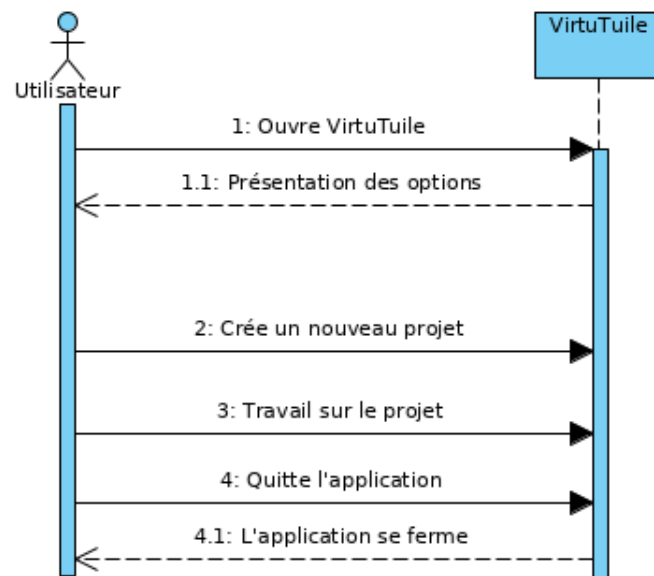 VirtuTuile
Utilisateur
1: Ouvre VirtuTuile
1.1: Présentation des options
2: Crée un nouveau projet
3: Travail sur le projet
4: Quitte l'application
4.1: L'application se ferme